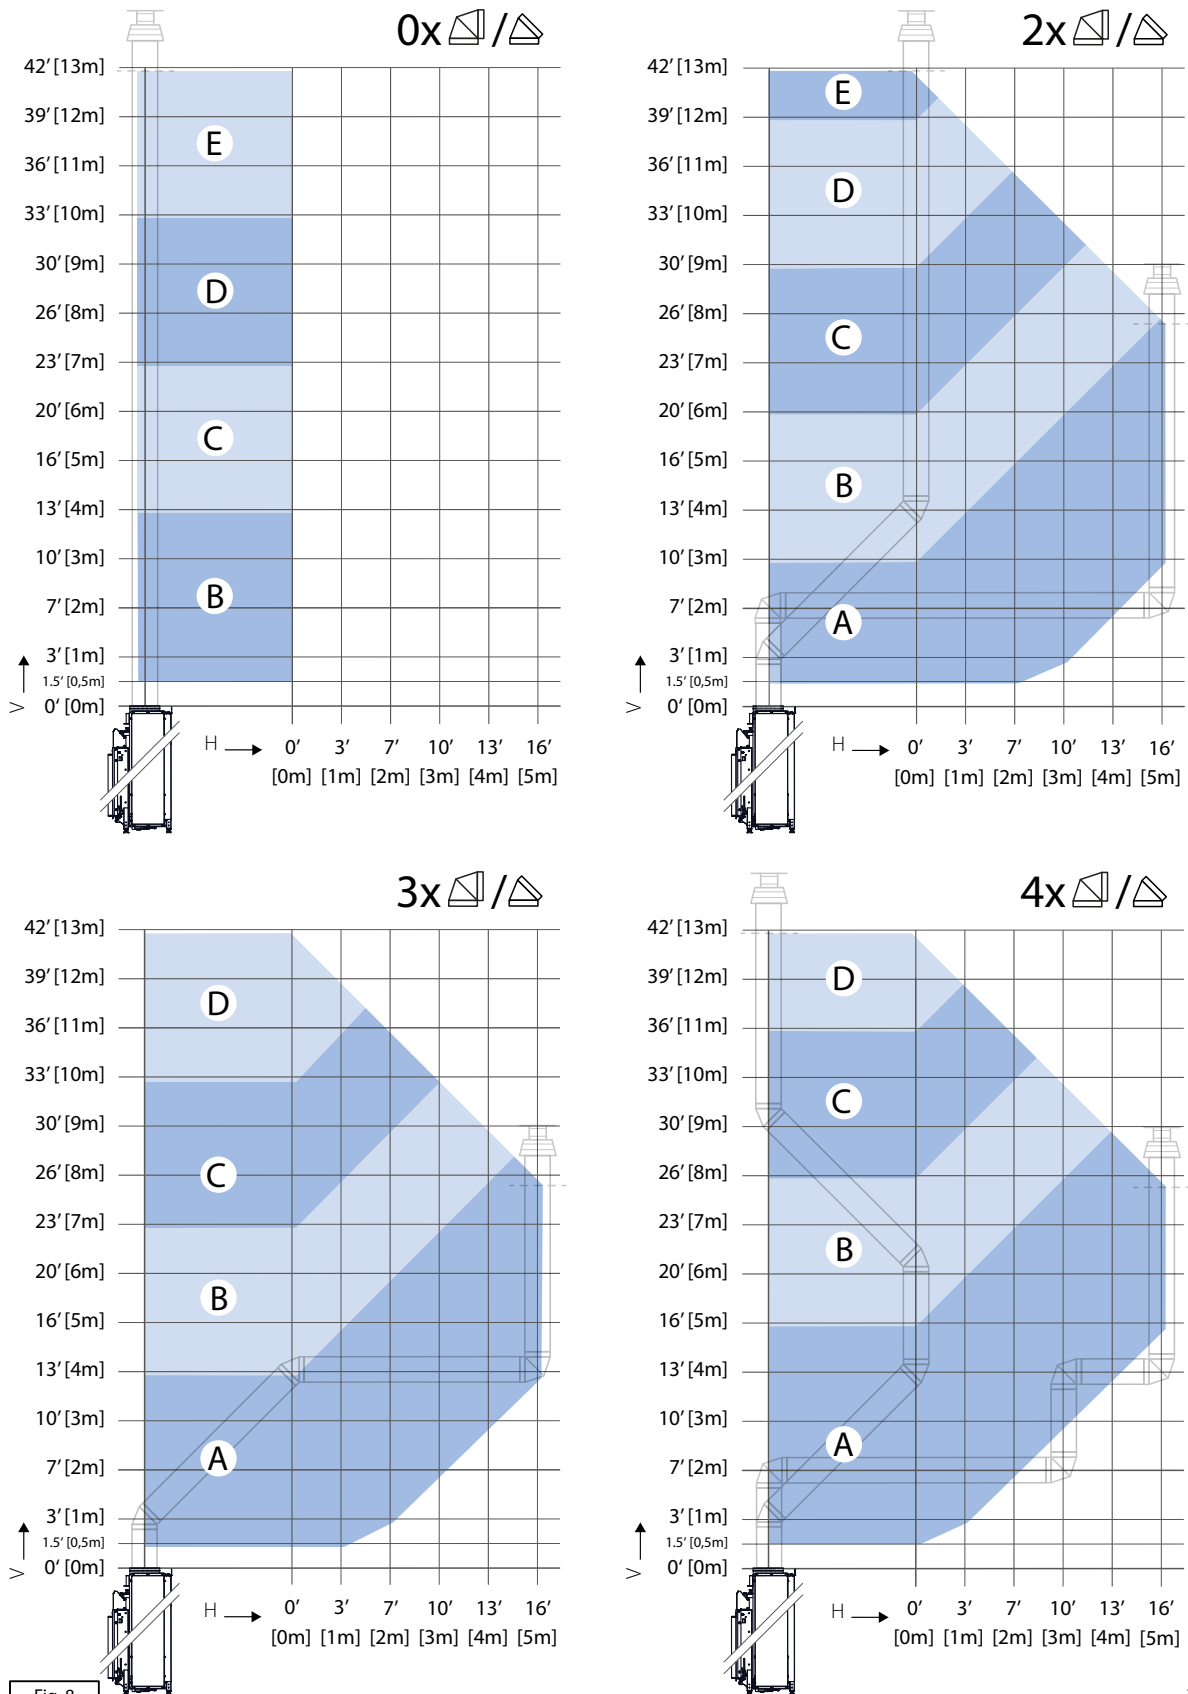 0x /
42' [13m]
39' [12m]
36' [11m]
33' [10m]
30' [9m]
26' [8m]
23' [7m]
20' [6m]
16' [5m]
13' [4m]
10' [3m]
7' [2m]
3' [1m]
1.5' [0,5m]
0' [0m]
V
E
D
C
B
H 0' 3' 7' 10' 13' 16'
[0m] [1m] [2m] [3m] [4m] [5m]
2x /
42' [13m]
39' [12m]
36' [11m]
33' [10m]
30' [9m]
26' [8m]
23' [7m]
20' [6m]
16' [5m]
13' [4m]
10' [3m]
7' [2m]
3' [1m]
1.5' [0,5m]
0' [0m]
V
E
D
C
B
A
H 0' 3' 7' 10' 13' 16'
[0m] [1m] [2m] [3m] [4m] [5m]
3x /
42' [13m]
39' [12m]
36' [11m]
33' [10m]
30' [9m]
26' [8m]
23' [7m]
20' [6m]
16' [5m]
13' [4m]
10' [3m]
7' [2m]
3' [1m]
1.5' [0,5m]
0' [0m]
V
D
C
B
A
H 0' 3' 7' 10' 13' 16'
[0m] [1m] [2m] [3m] [4m] [5m]
4x /
42' [13m]
39' [12m]
36' [11m]
33' [10m]
30' [9m]
26' [8m]
23' [7m]
20' [6m]
16' [5m]
13' [4m]
10' [3m]
7' [2m]
3' [1m]
1.5' [0,5m]
0' [0m]
V
D
C
B
A
H 0' 3' 7' 10' 13' 16'
[0m] [1m] [2m] [3m] [4m] [5m]
Fig. 8